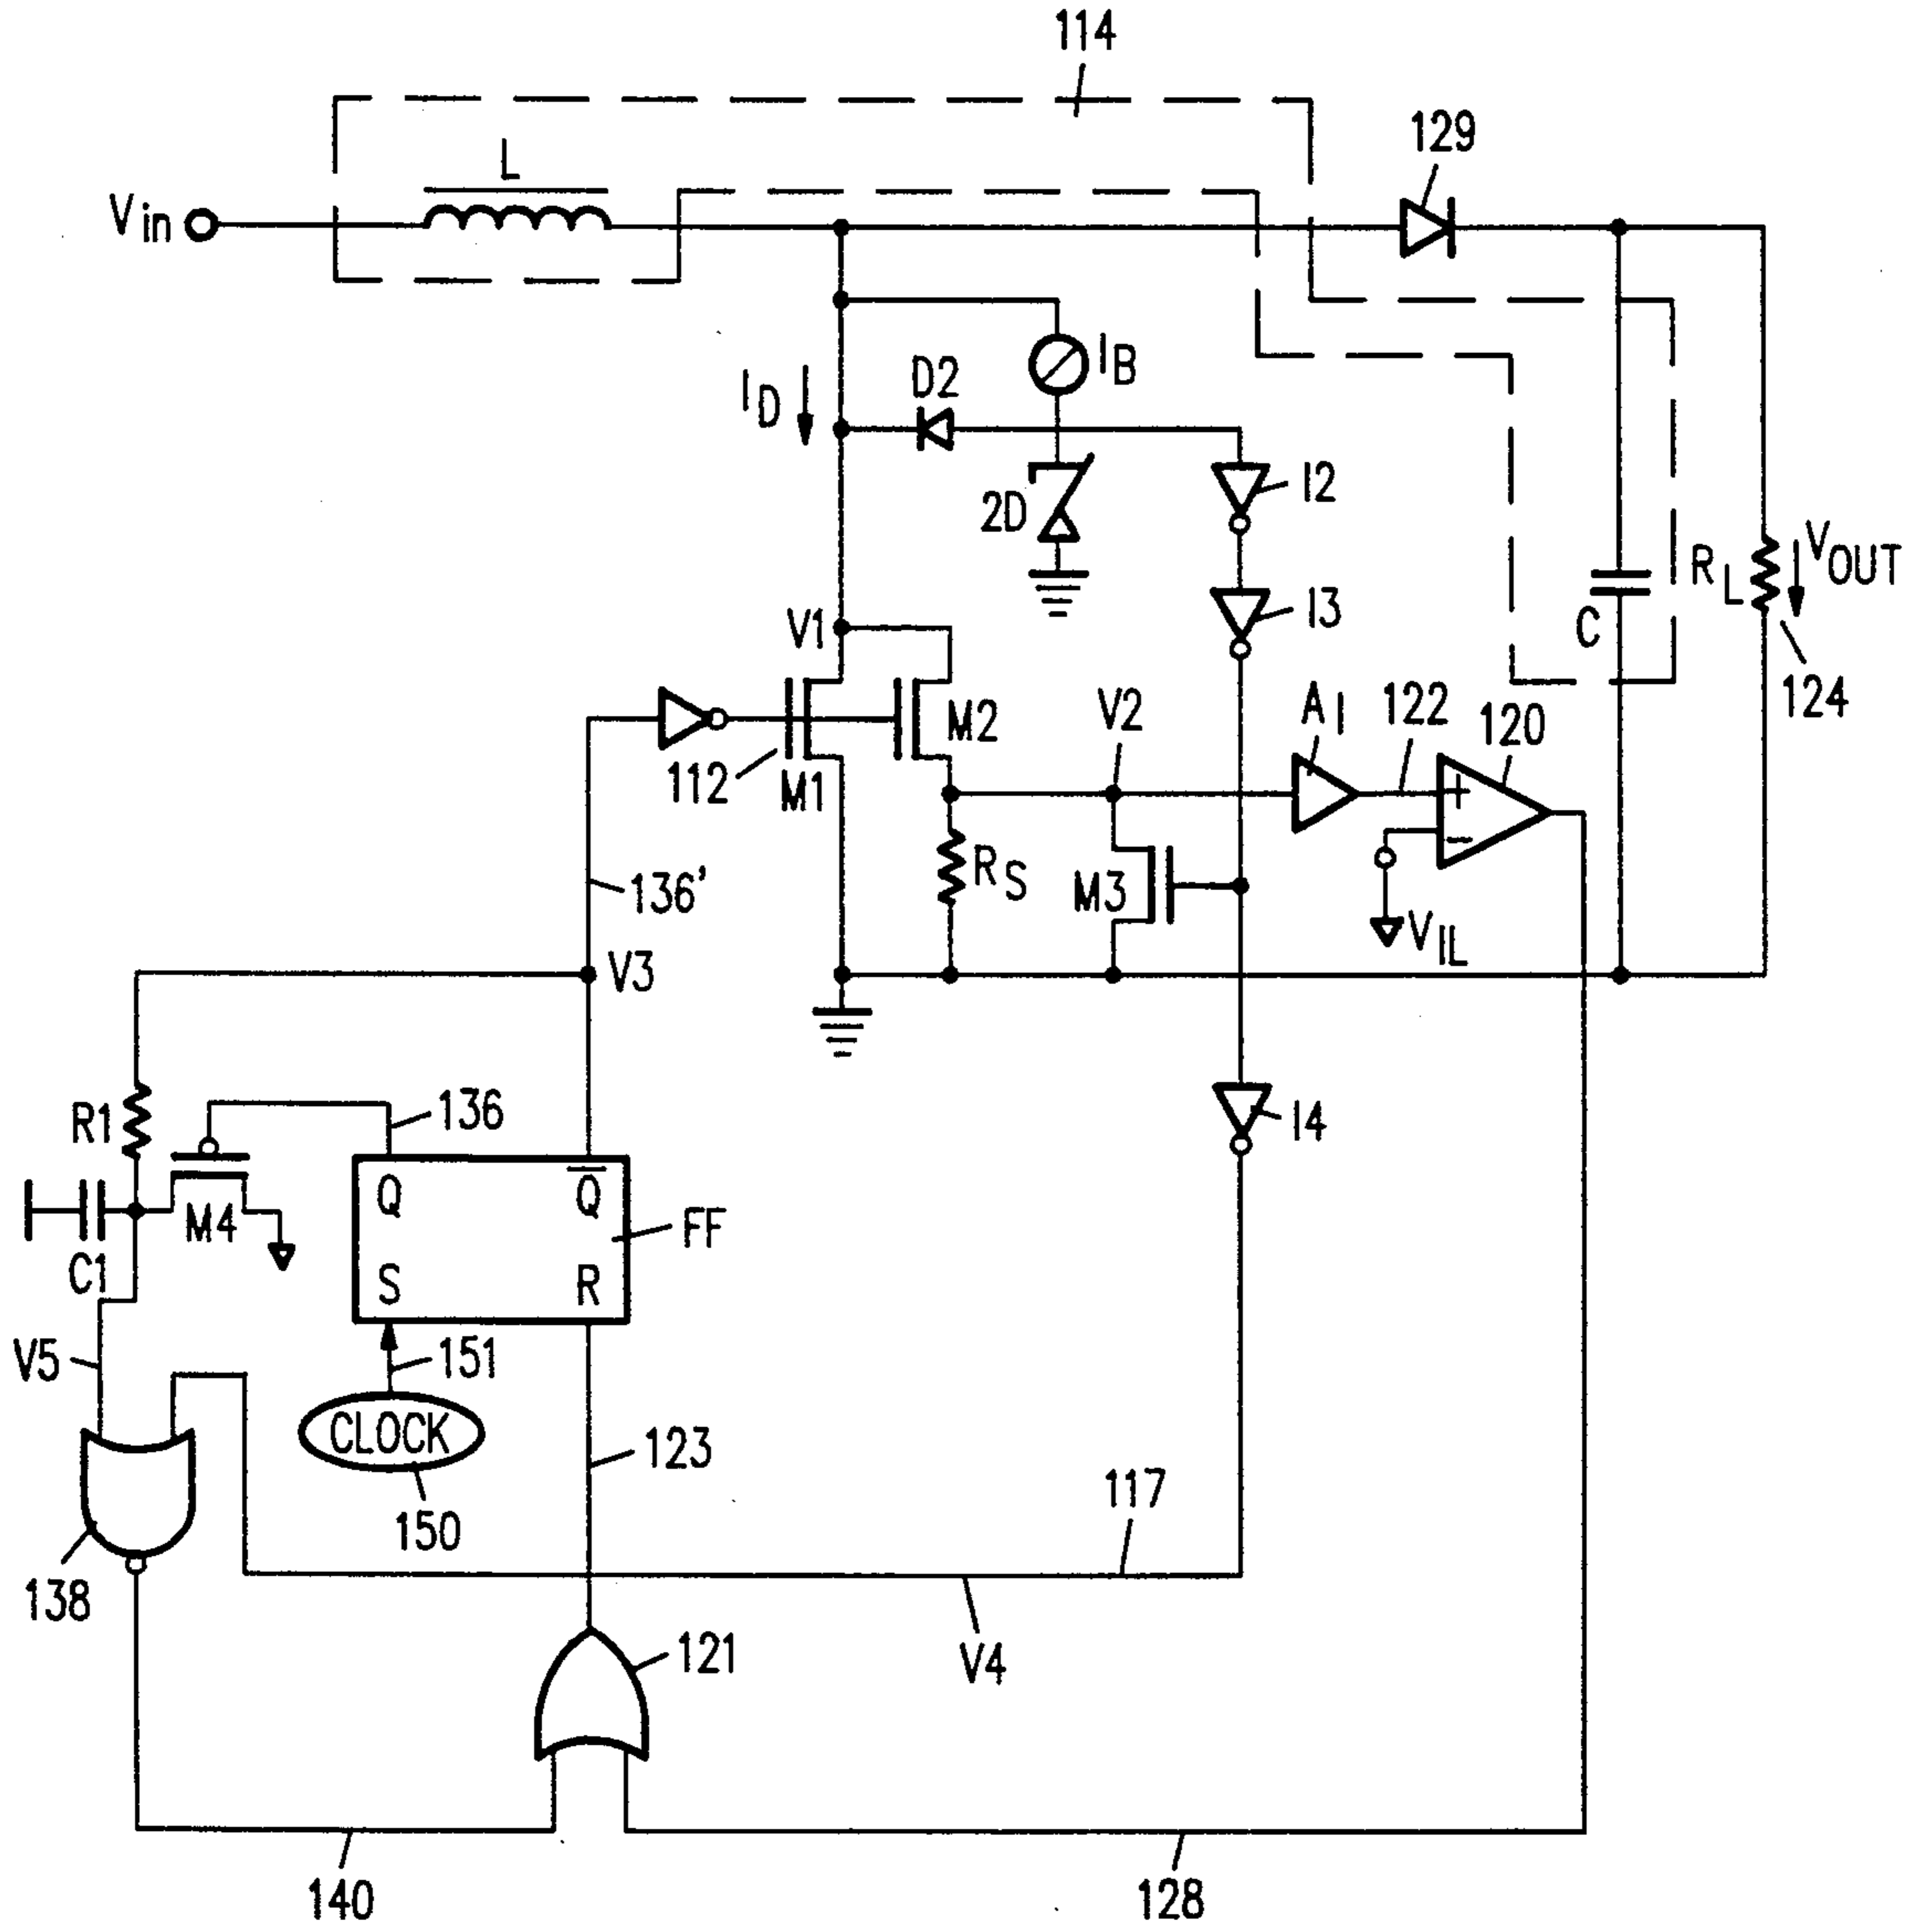 114
129
L
Vin
IB
D2
ID
I2
2D
VOUT
RL
I3
V1
C
124
AI
122
120
V2
M2
112
M1
RS
136'
M3
VIL
V3
136
R1
I4
Q
Q̅
M4
FF
C1
S
R
V5
151
CLOCK
123
117
150
138
121
V4
140
128
+
−